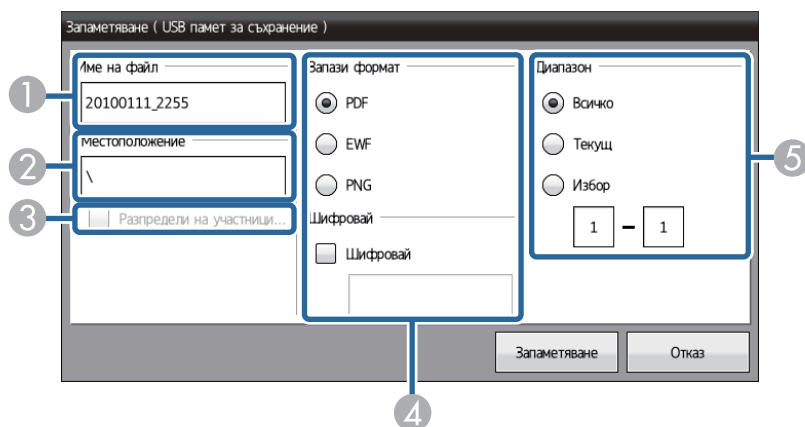 Запаметяване ( USB памет за съхранение )
Име на файл
20100111_2255
Местоположение
\
Разпредели на участници...
Запази формат
PDF
EWF
PNG
Шифровай
Шифровай
Диапазон
Всичко
Текущ
Избор
1 – 1
Запаметяване
Отказ
1
2
3
4
5